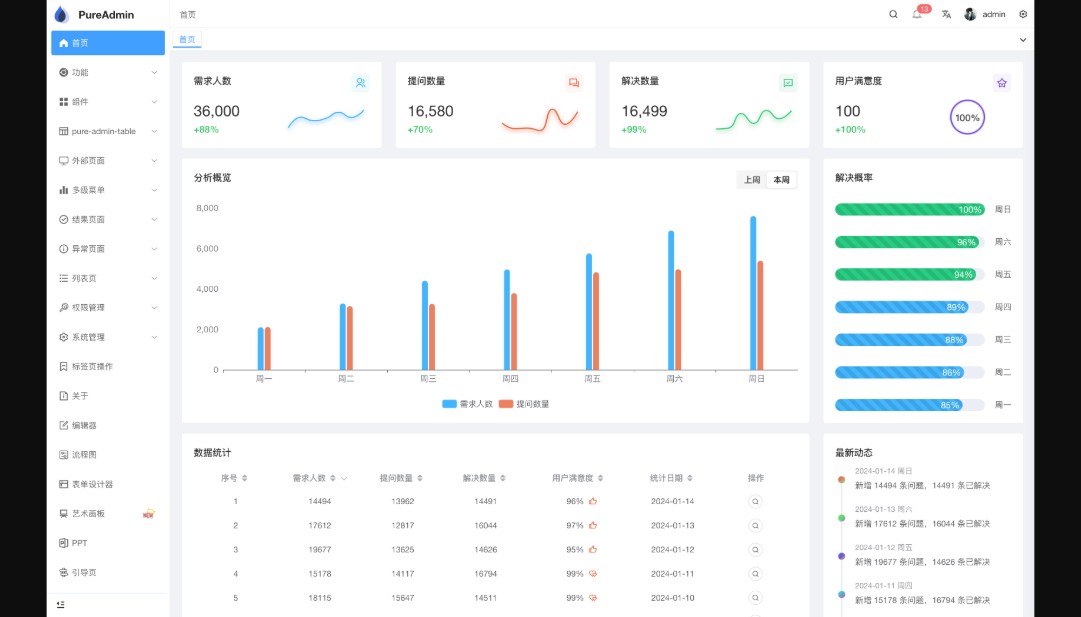 PureAdmin
首页
13
admin
首页
首页
功能
组件
pure-admin-table
外部页面
多级菜单
结果页面
异常页面
列表页
权限管理
系统管理
标签页操作
关于
编辑器
流程图
表单设计器
艺术画板
NEW
PPT
引导页
需求人数
36,000
+88%
提问数量
16,580
+70%
解决数量
16,499
+99%
用户满意度
100
+100%
100%
分析概览
上周 本周
8,000
6,000
4,000
2,000
0
周一 周二 周三 周四 周五 周六 周日
需求人数 提问数量
解决概率
100% 周日
96% 周六
94% 周五
89% 周四
88% 周三
86% 周二
85% 周一
数据统计
序号 需求人数 提问数量 解决数量 用户满意度 统计日期 操作
1 14494 13962 14491 96% 2024-01-14
2 17612 12817 16044 97% 2024-01-13
3 19677 13625 14626 95% 2024-01-12
4 15178 14117 16794 99% 2024-01-11
5 18115 15647 14511 99% 2024-01-10
最新动态
2024-01-14 周日
新增 14494 条问题，14491 条已解决
2024-01-13 周六
新增 17612 条问题，16044 条已解决
2024-01-12 周五
新增 19677 条问题，14626 条已解决
2024-01-11 周四
新增 15178 条问题，16794 条已解决